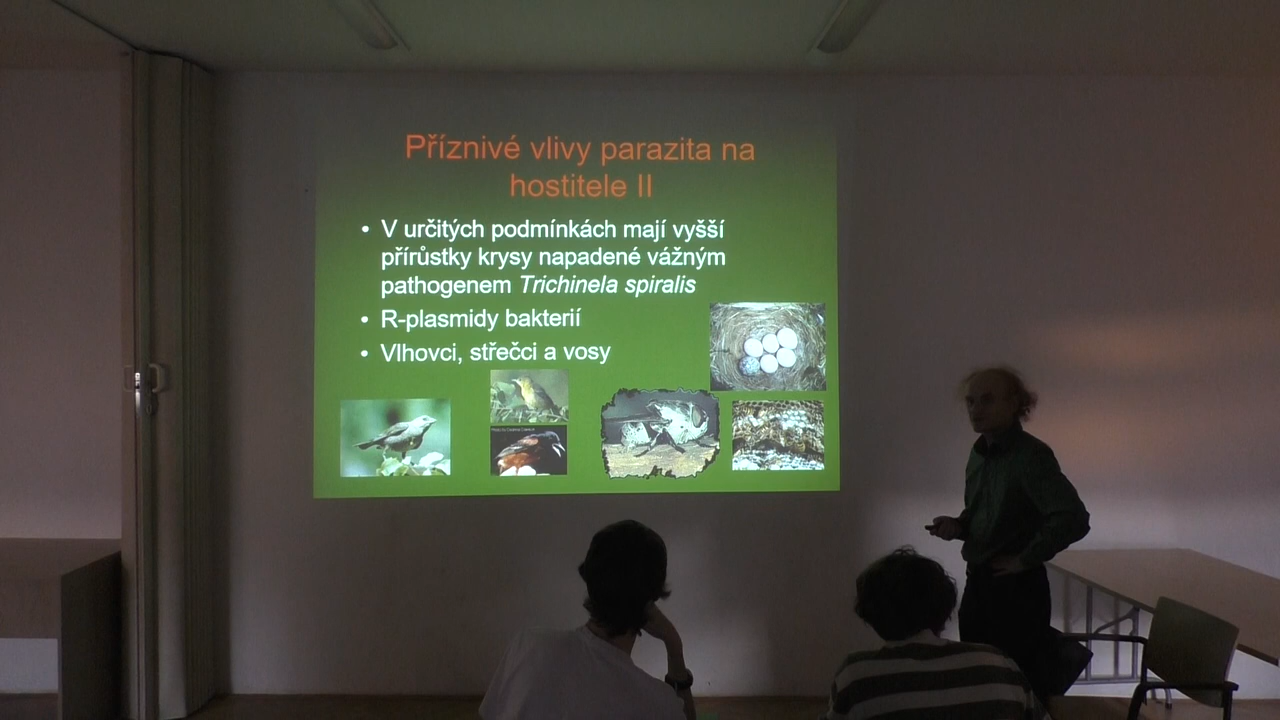 Příznivé vlivy parazita na
hostitele II
• V určitých podmínkách mají vyšší
přírůstky krysy napadené vážným
pathogenem Trichinela spiralis
• R-plasmidy bakterií
• Vlhovci, střečci a vosy